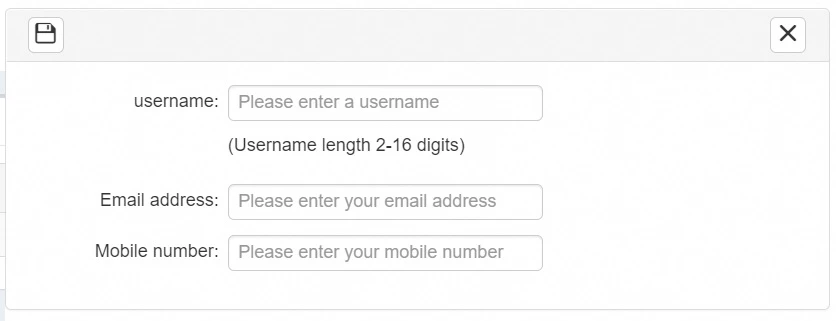 username: Please enter a username
(Username length 2-16 digits)
Email address: Please enter your email address
Mobile number: Please enter your mobile number